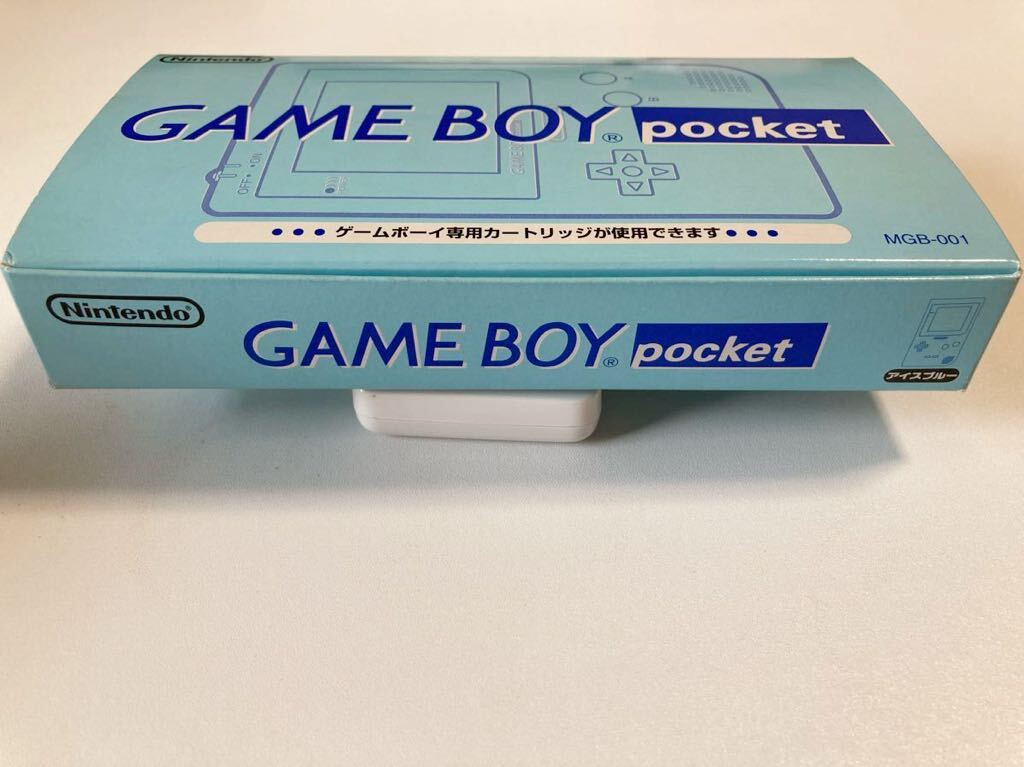 Nintendo
GAME BOY® pocket
OFF • • ON
GAME BOY
A
B
••• ゲームボーイ専用カートリッジが使用できます •••
MGB-001
Nintendo®
GAME BOY® pocket
アイスブルー